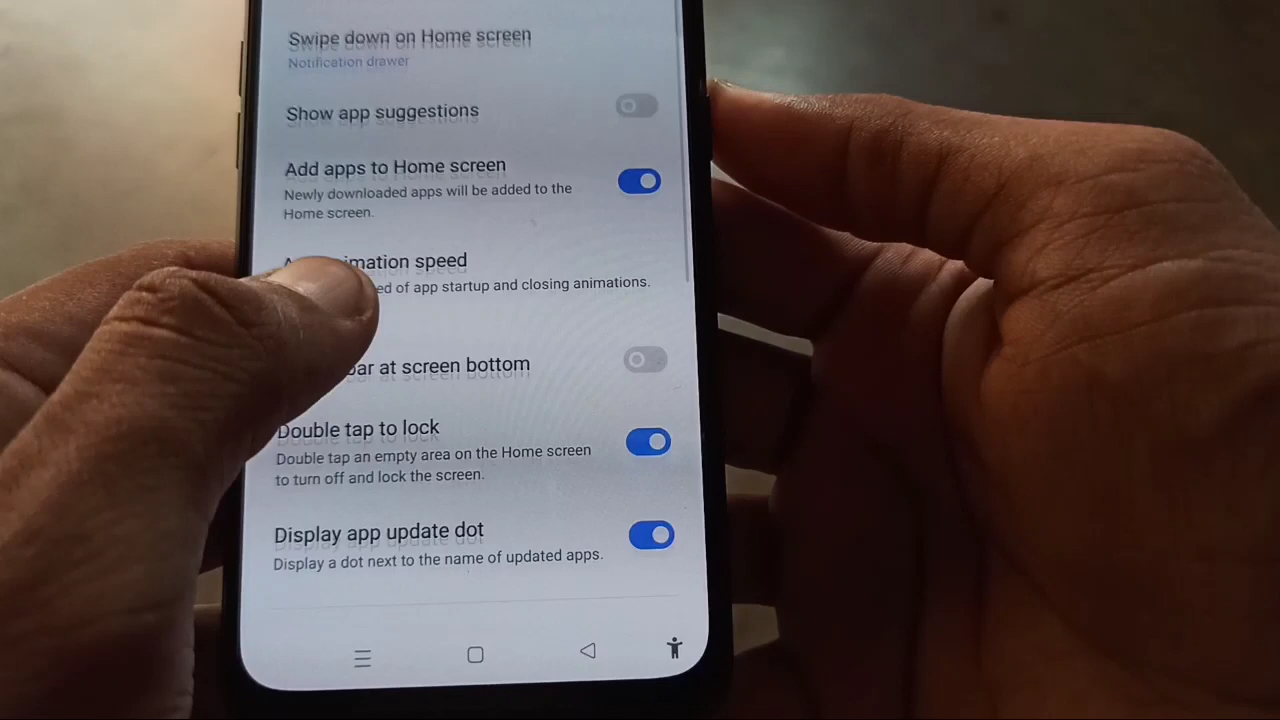 Swipe down on Home screen
Notification drawer
Show app suggestions
Add apps to Home screen
Newly downloaded apps will be added to the
Home screen.
animation speed
of app startup and closing animations.
bar at screen bottom
Double tap to lock
Double tap an empty area on the Home screen
to turn off and lock the screen.
Display app update dot
Display a dot next to the name of updated apps.